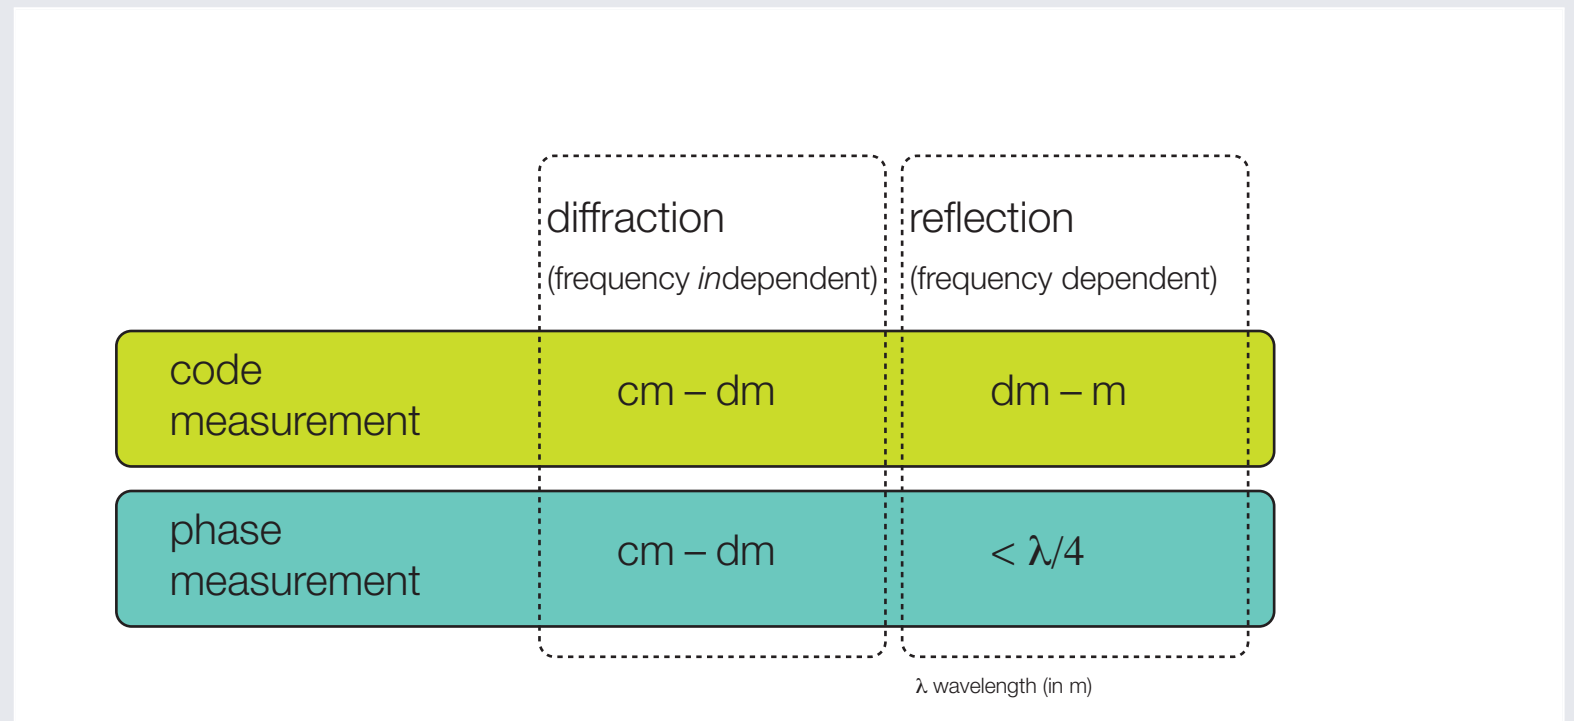 diffraction
(frequency independent)
reflection
(frequency dependent)
code
measurement
cm – dm
dm – m
phase
measurement
cm – dm
< λ/4
λ wavelength (in m)